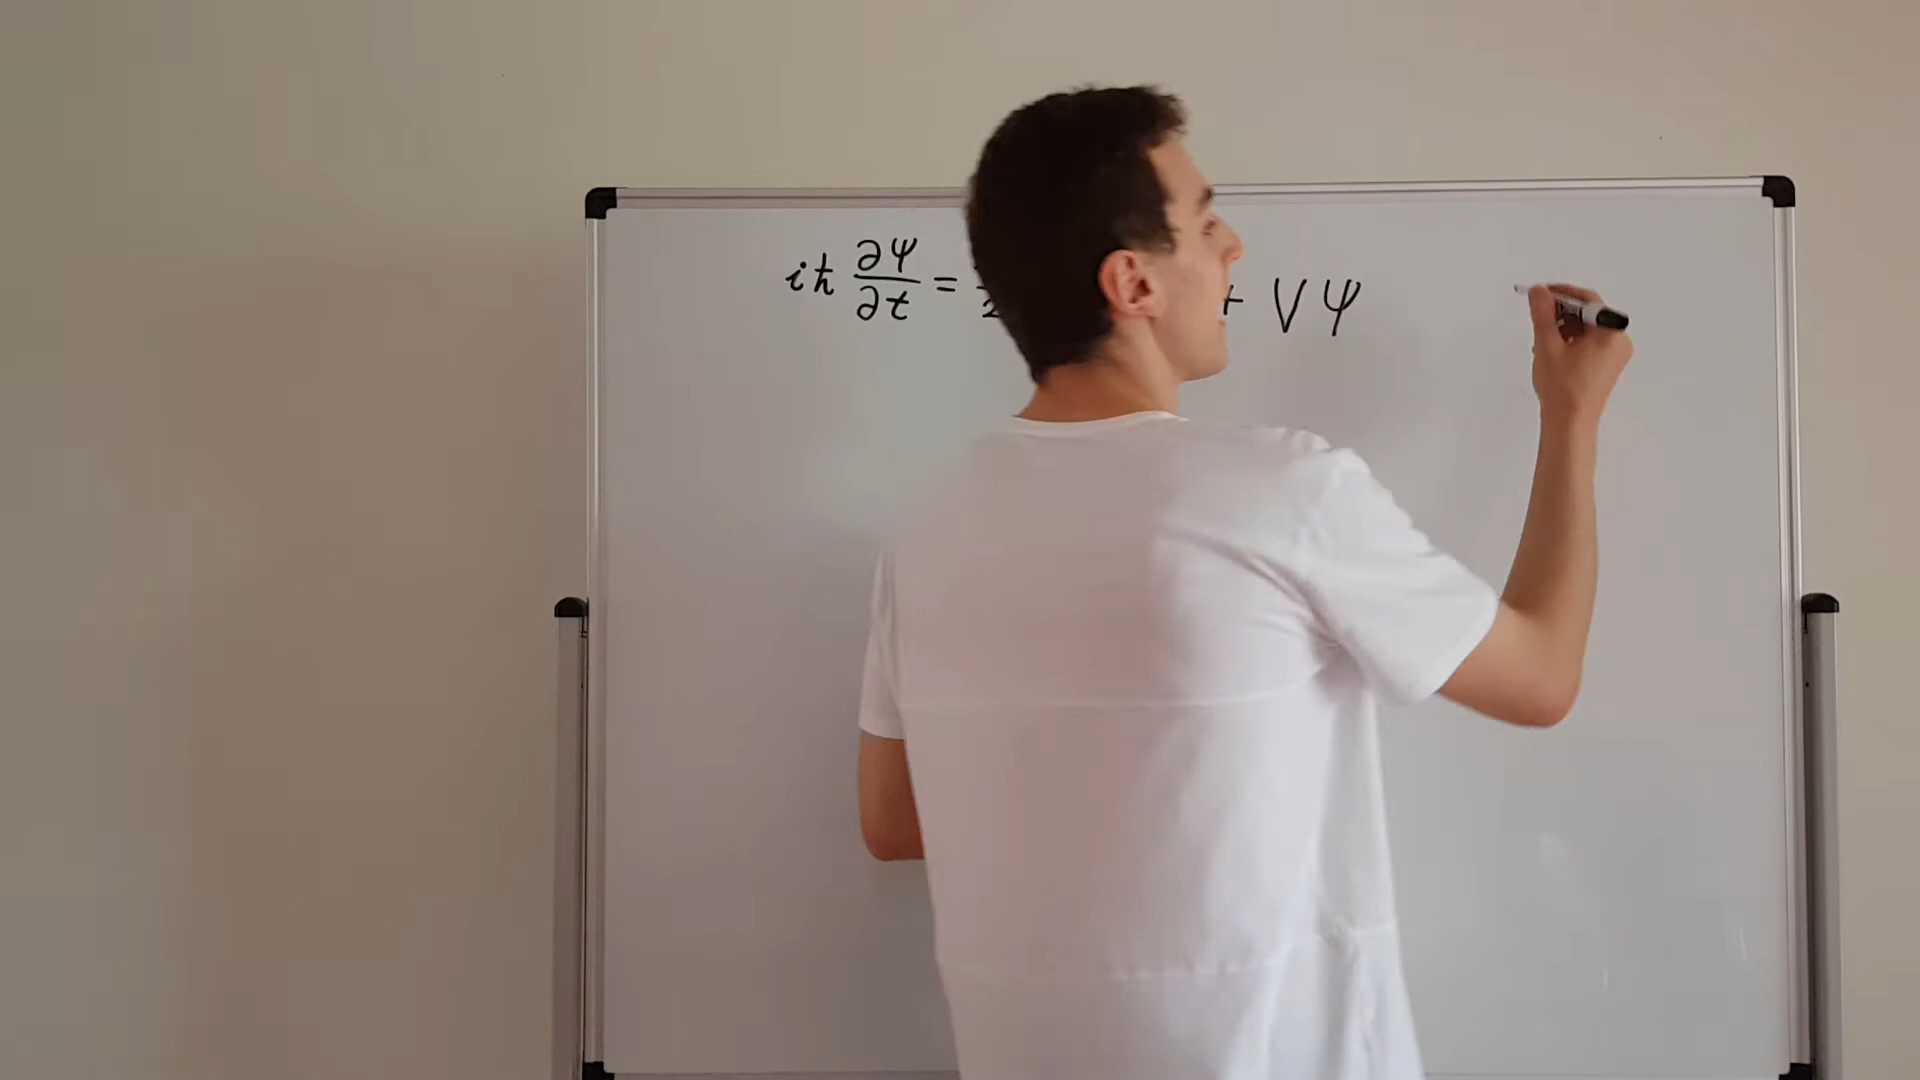 iħ ∂ψ/∂t = + Vψ